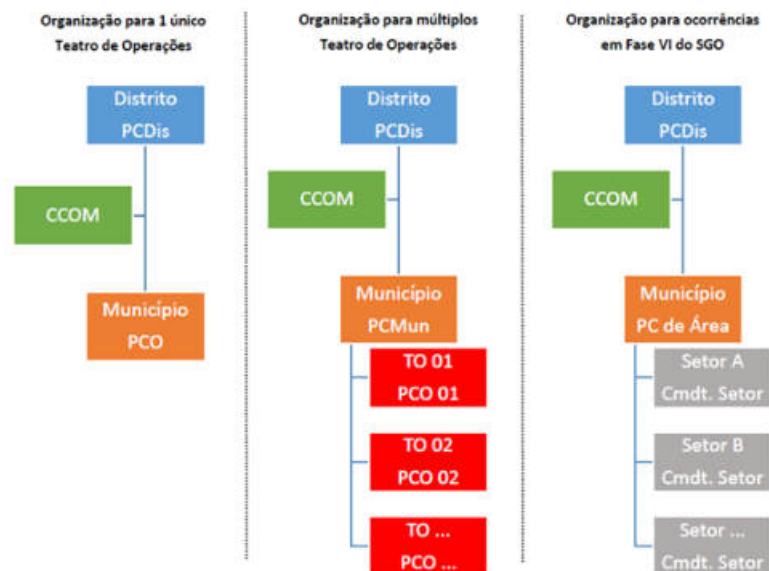 Organização para 1 único
Teatro de Operações
Distrito
PCDis
CCOM
Município
PCO
Organização para múltiplos
Teatro de Operações
Distrito
PCDis
CCOM
Município
PCMun
TO 01
PCO 01
TO 02
PCO 02
TO ...
PCO ...
Organização para ocorrências
em Fase VI do SGO
Distrito
PCDis
CCOM
Município
PC de Área
Setor A
Cmdt. Setor
Setor B
Cmdt. Setor
Setor ...
Cmdt. Setor